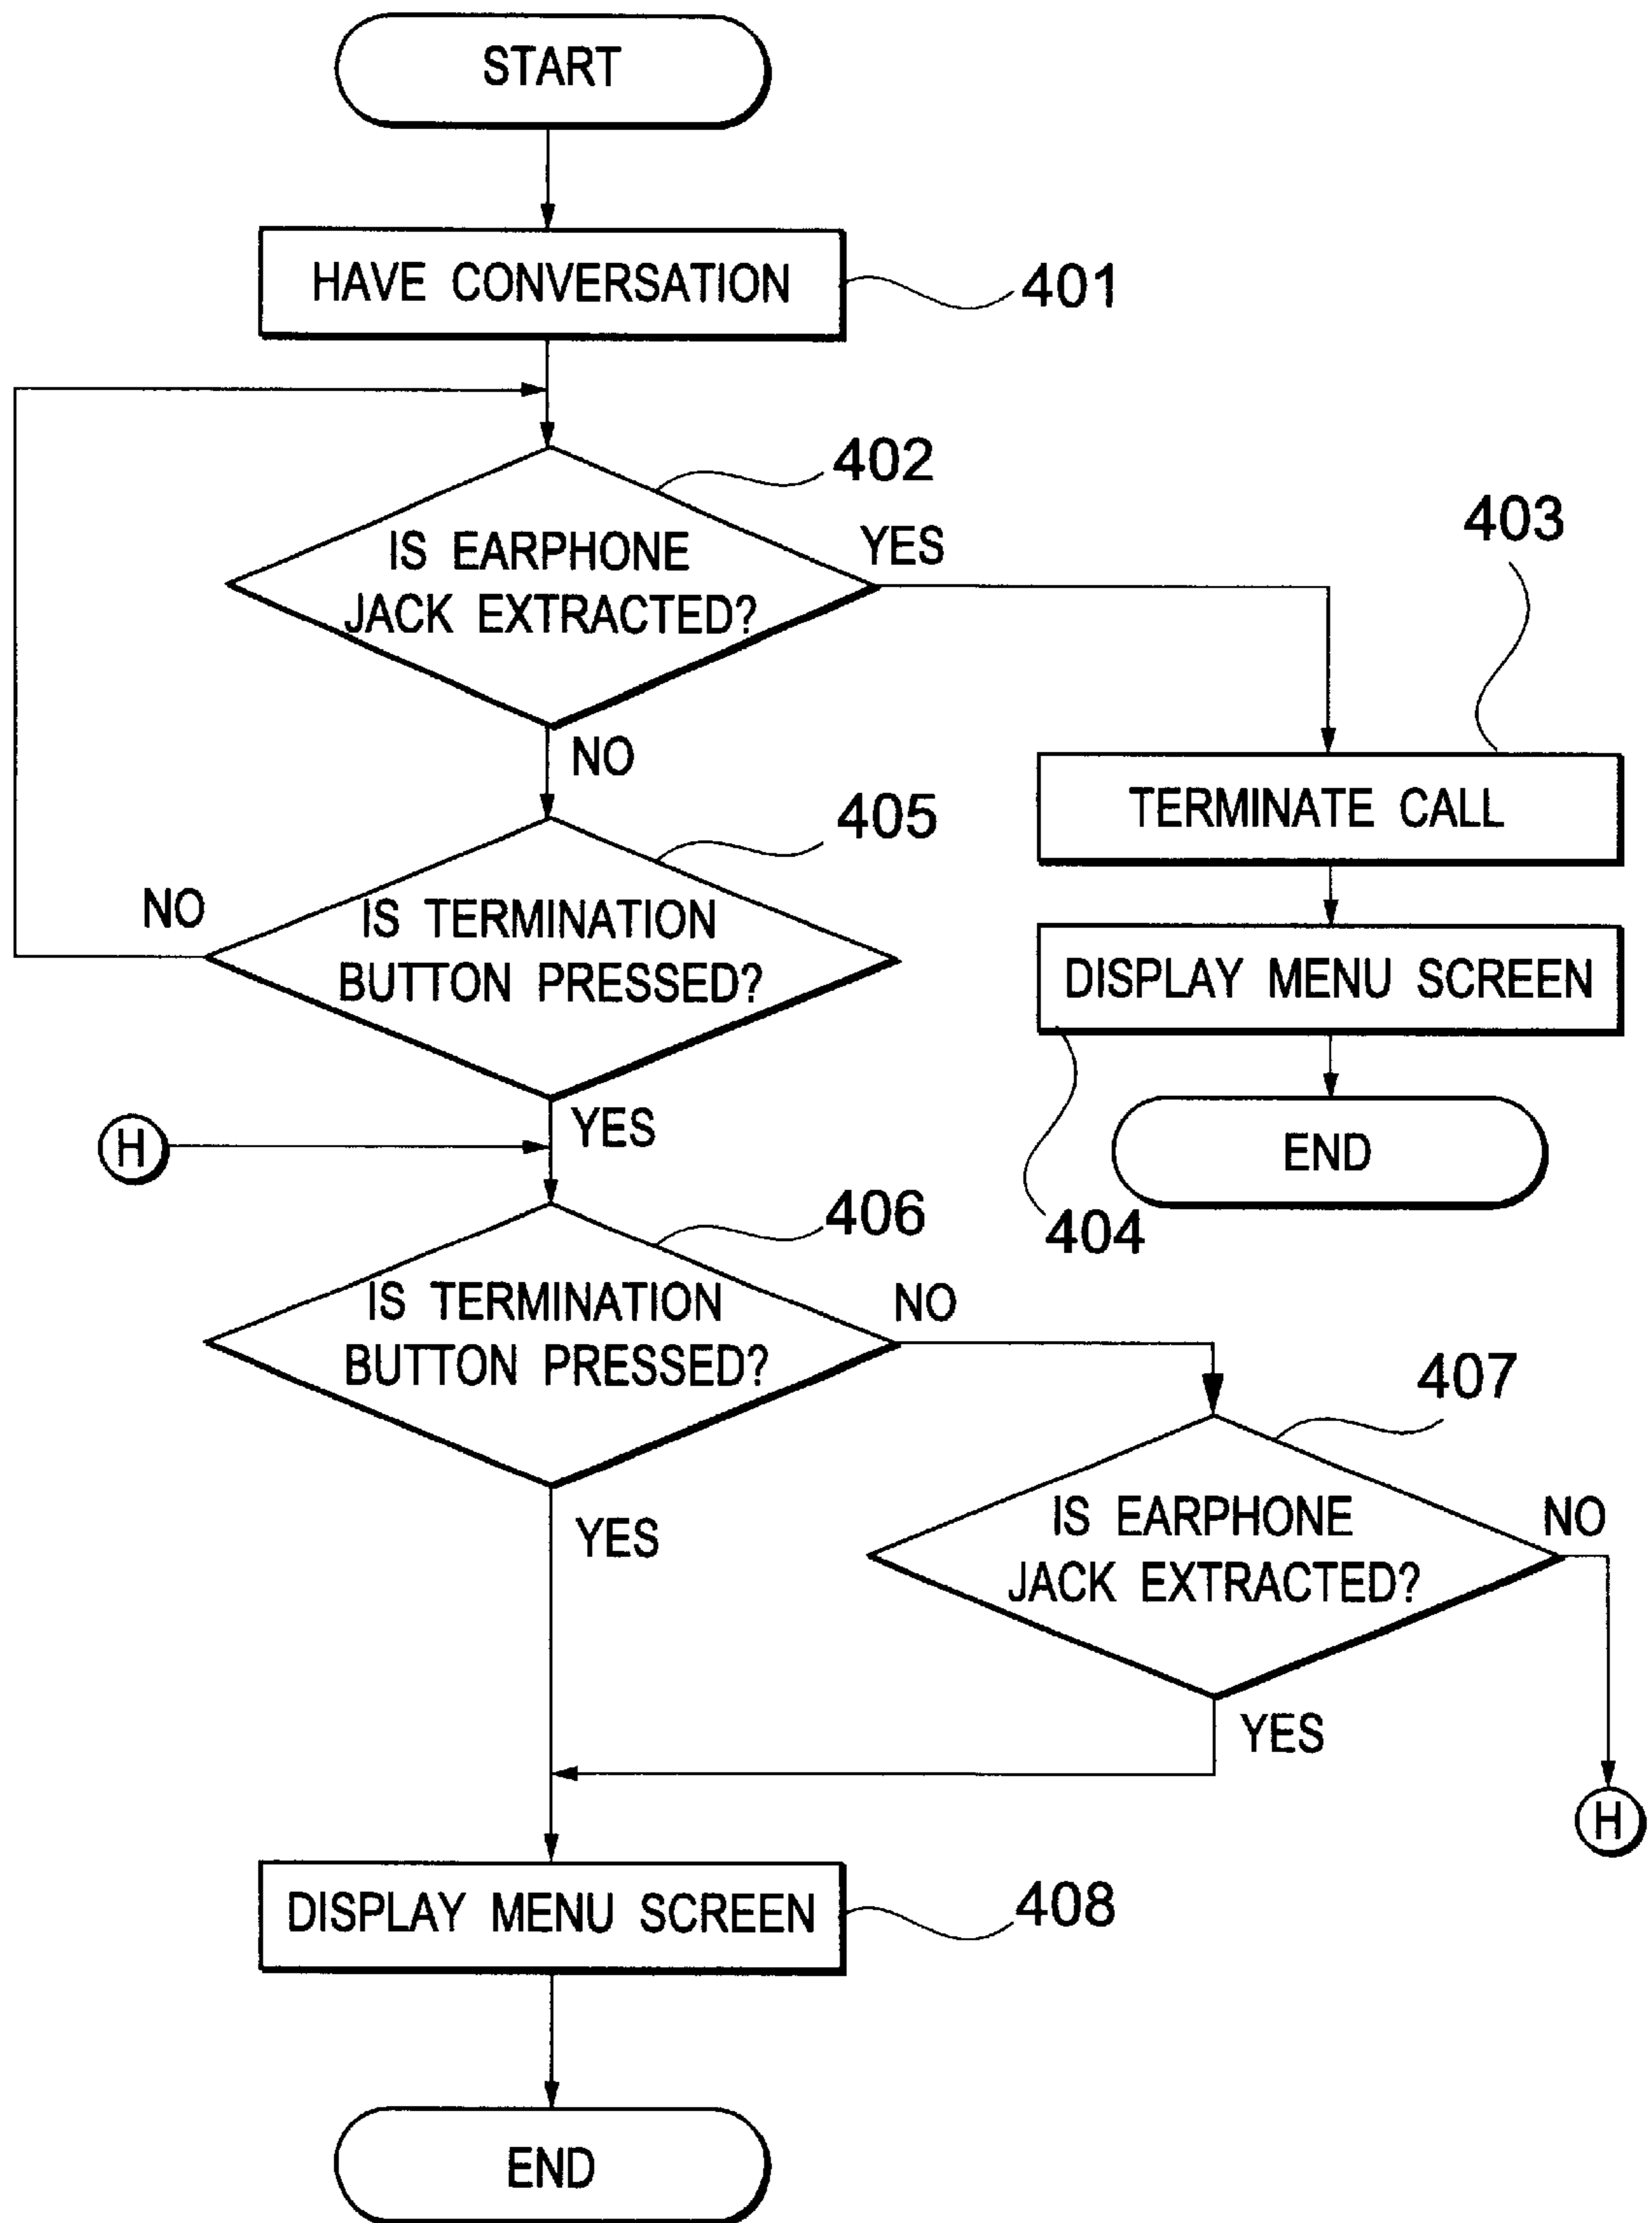 START
HAVE CONVERSATION
401
402
IS EARPHONE
JACK EXTRACTED?
YES
NO
403
TERMINATE CALL
405
IS TERMINATION
BUTTON PRESSED?
NO
YES
DISPLAY MENU SCREEN
404
END
H
406
IS TERMINATION
BUTTON PRESSED?
NO
YES
407
IS EARPHONE
JACK EXTRACTED?
NO
YES
H
DISPLAY MENU SCREEN
408
END